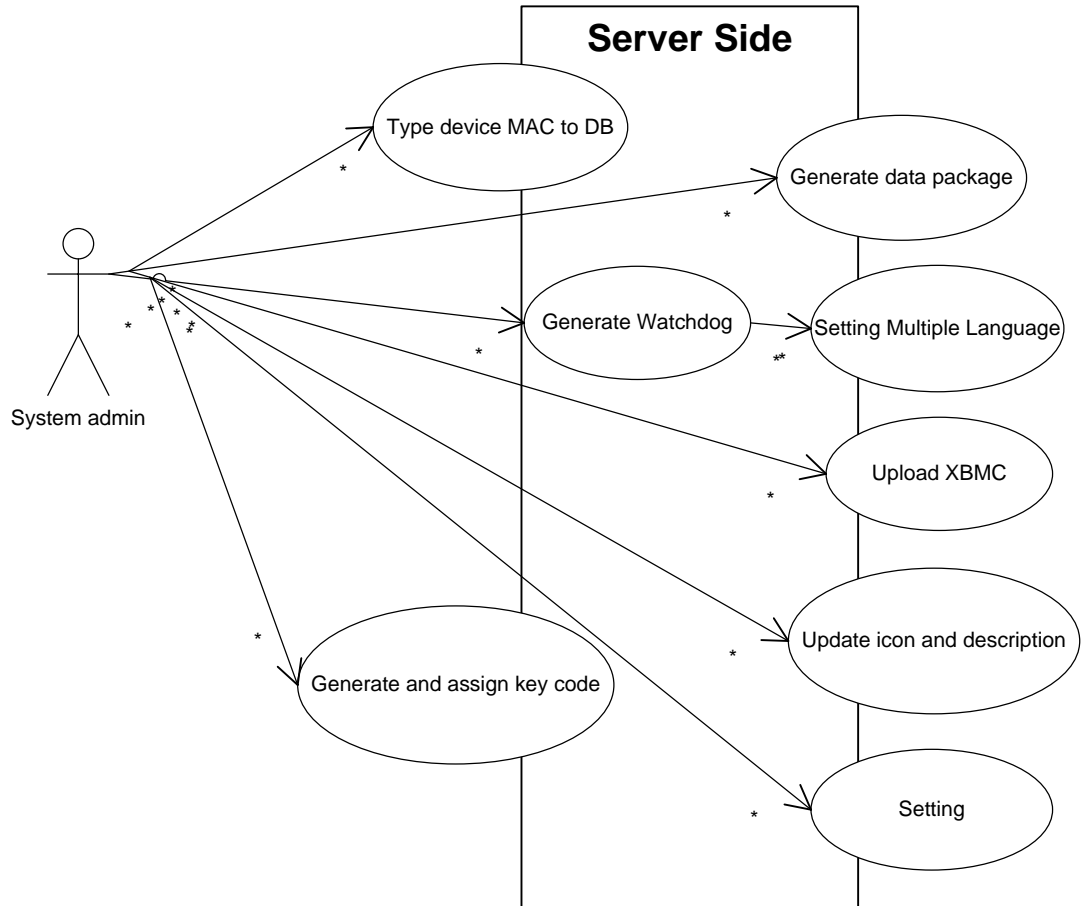 Server Side
Type device MAC to DB
*
Generate data package
*
*
*
*
*
*
*
*
Generate Watchdog
Setting Multiple Language
*
**
System admin
Upload XBMC
*
Update icon and description
*
*
Generate and assign key code
Setting
*